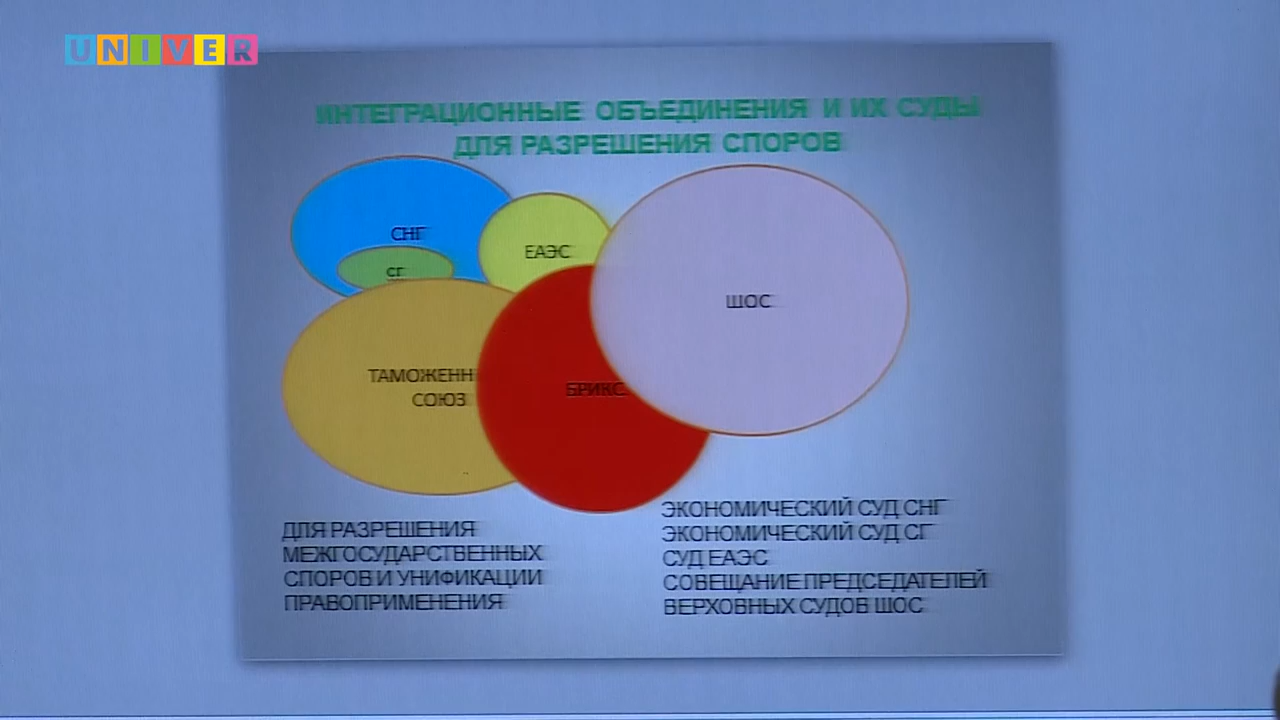 UNIVER
ИНТЕГРАЦИОННЫЕ ОБЪЕДИНЕНИЯ И ИХ СУДЫ
ДЛЯ РАЗРЕШЕНИЯ СПОРОВ
СНГ
СГ
ЕАЭС
ШОС
ТАМОЖЕНН
СОЮЗ
БРИКС
ДЛЯ РАЗРЕШЕНИЯ
МЕЖГОСУДАРСТВЕННЫХ
СПОРОВ И УНИФИКАЦИИ
ПРАВОПРИМЕНЕНИЯ
ЭКОНОМИЧЕСКИЙ СУД СНГ
ЭКОНОМИЧЕСКИЙ СУД СГ
СУД ЕАЭС
СОВЕЩАНИЕ ПРЕДСЕДАТЕЛЕЙ
ВЕРХОВНЫХ СУДОВ ШОС